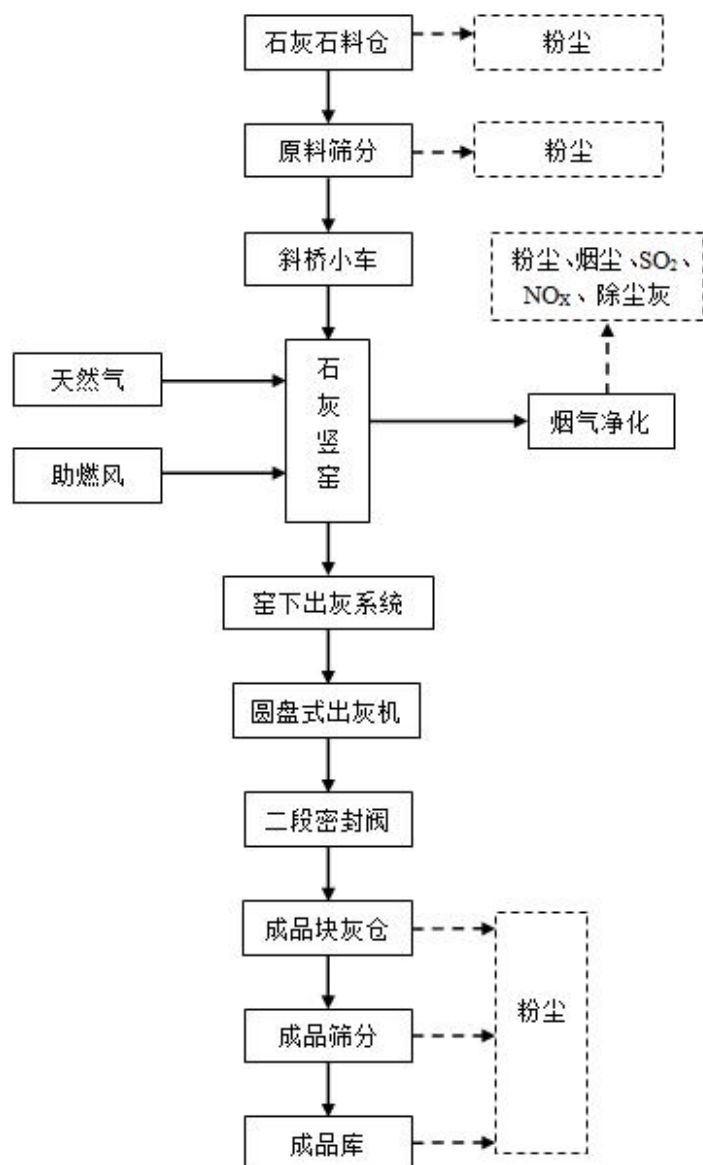 石灰石料仓
粉尘
原料筛分
粉尘
斜桥小车
粉尘、烟尘、SO₂、
NOX、除尘灰
天然气
石
灰
竖
窑
烟气净化
助燃风
窑下出灰系统
圆盘式出灰机
二段密封阀
成品块灰仓
粉尘
成品筛分
成品库